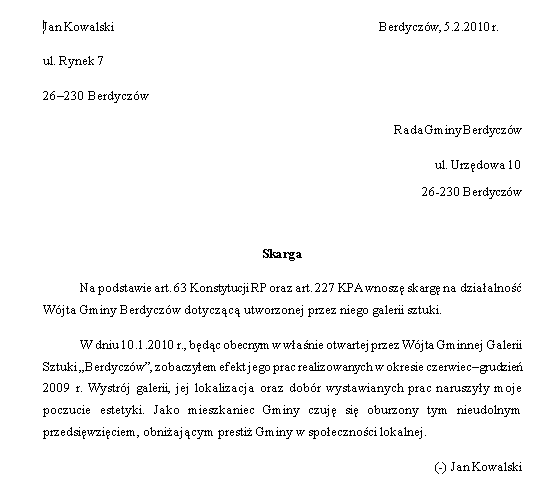 Jan Kowalski Berdyczów, 5.2.2010 r.
ul. Rynek 7
26–230 Berdyczów
Rada Gminy Berdyczów
ul. Urzędowa 10
26-230 Berdyczów
Skarga
Na podstawie art. 63 Konstytucji RP oraz art. 227 KPA wnoszę skargę na działalność
Wójta Gminy Berdyczów dotyczącą utworzonej przez niego galerii sztuki.
W dniu 10.1.2010 r., będąc obecnym w właśnie otwartej przez Wójta Gminnej Galerii
Sztuki „Berdyczów”, zobaczyłem efekt jego prac realizowanych w okresie czerwiec–grudzień
2009 r. Wystrój galerii, jej lokalizacja oraz dobór wystawianych prac naruszyły moje
poczucie estetyki. Jako mieszkaniec Gminy czuję się oburzony tym nieudolnym
przedsięwzięciem, obniżającym prestiż Gminy w społeczności lokalnej.
(-) Jan Kowalski